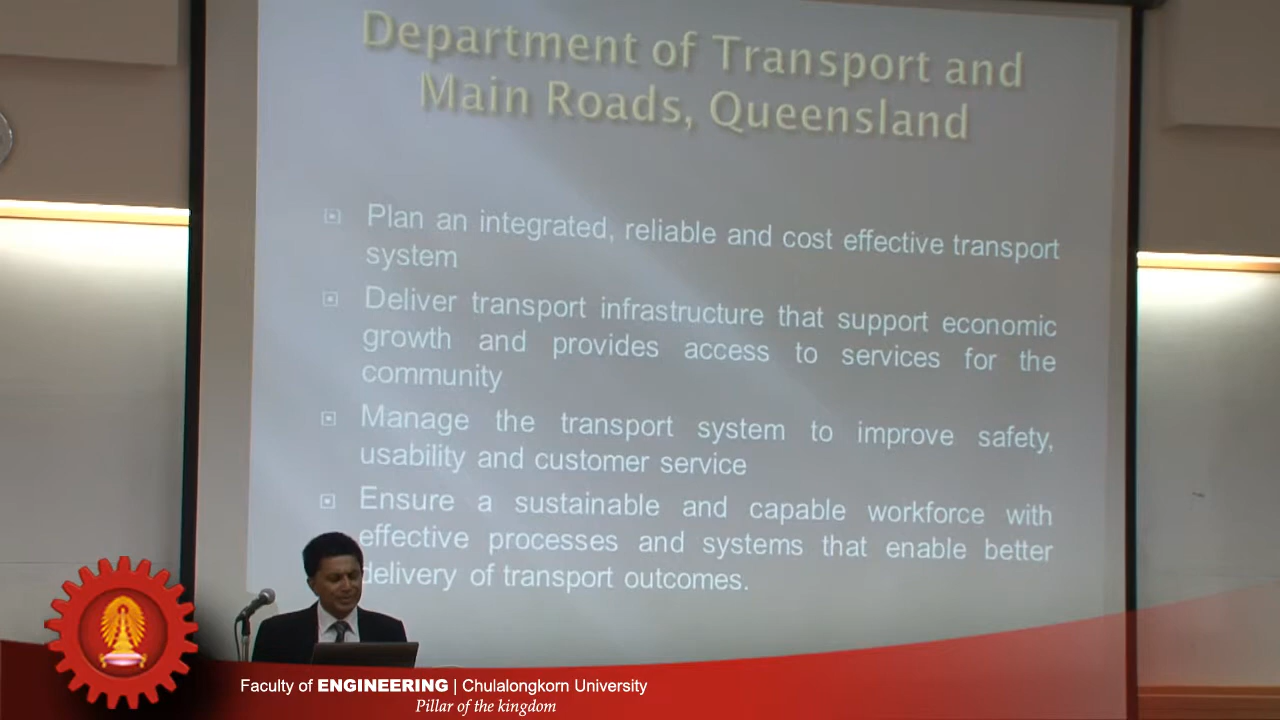 Department of Transport and
Main Roads, Queensland
Plan an integrated, reliable and cost effective transport
system
Deliver transport infrastructure that support economic
growth and provides access to services for the
community
Manage the transport system to improve safety,
usability and customer service
Ensure a sustainable and capable workforce with
effective processes and systems that enable better
delivery of transport outcomes.
Faculty of ENGINEERING | Chulalongkorn University
Pillar of the kingdom